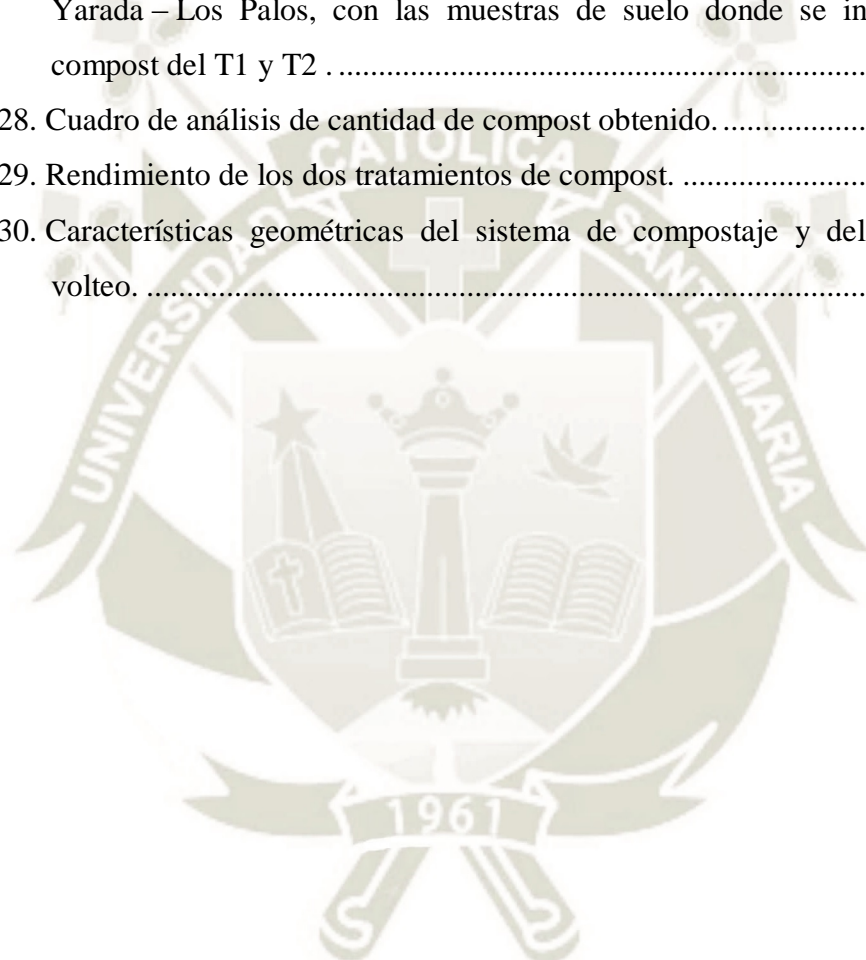 Yarada – Los Palos, con las muestras de suelo donde se in
compost del T1 y T2 . ......................................................................
28. Cuadro de análisis de cantidad de compost obtenido. ...................
29. Rendimiento de los dos tratamientos de compost. .......................
30. Características geométricas del sistema de compostaje y del
volteo. ...............................................................................
UNIVERSIDAD CATOLICA SANTA MARIA
1961